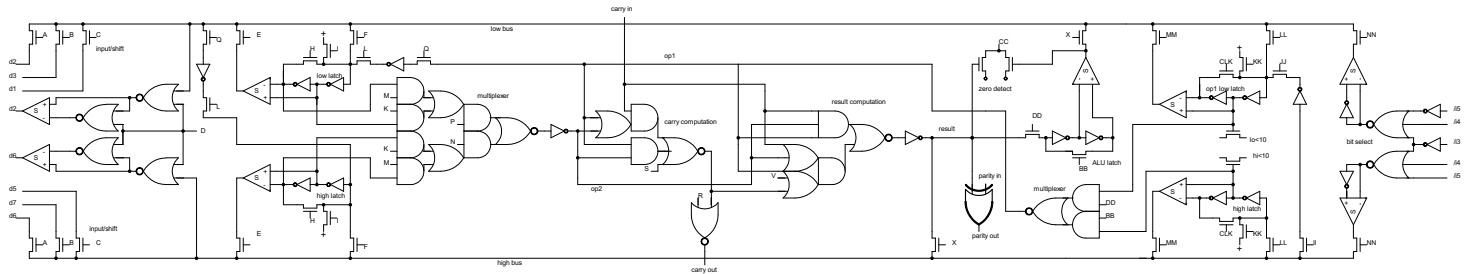 carry in
A
B
C
Q
E
low bus
H
I
F
L
Q
op1
CC
X
MM
LL
NN
input/shift
d2
d3
d1
low latch
S
+
-
zero detect
CLK
KK
JJ
op1 low latch
multiplexer
M
K
P
N
K
M
carry computation
result computation
result
DD
ALU latch
BB
lo<10
hi<10
bit select
/i5
/i4
/i3
/i4
/i5
d2
S
D
d6
S
L
V
op2
S
R
parity in
parity out
multiplexer
DD
BB
high latch
d5
d7
d6
high latch
H
I
F
CLK
KK
LL
input/shift
A
B
C
E
X
MM
JJ
NN
high bus
carry out